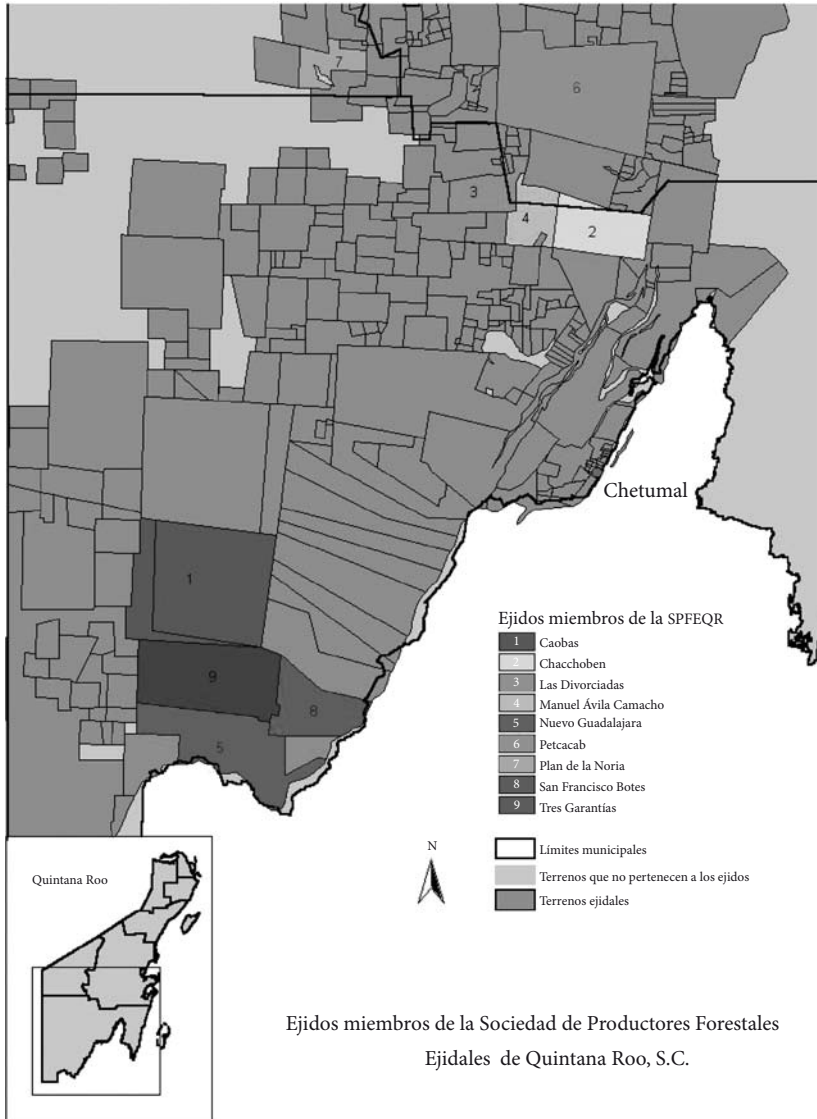 7
6
3
4
2
Chetumal
1
9
8
5
Ejidos miembros de la SPFEQR
1 Caobas
2 Chacchoben
3 Las Divorciadas
4 Manuel Ávila Camacho
5 Nuevo Guadalajara
6 Petcacab
7 Plan de la Noria
8 San Francisco Botes
9 Tres Garantías
N
Límites municipales
Terrenos que no pertenecen a los ejidos
Terrenos ejidales
Quintana Roo
Ejidos miembros de la Sociedad de Productores Forestales
Ejidales de Quintana Roo, S.C.